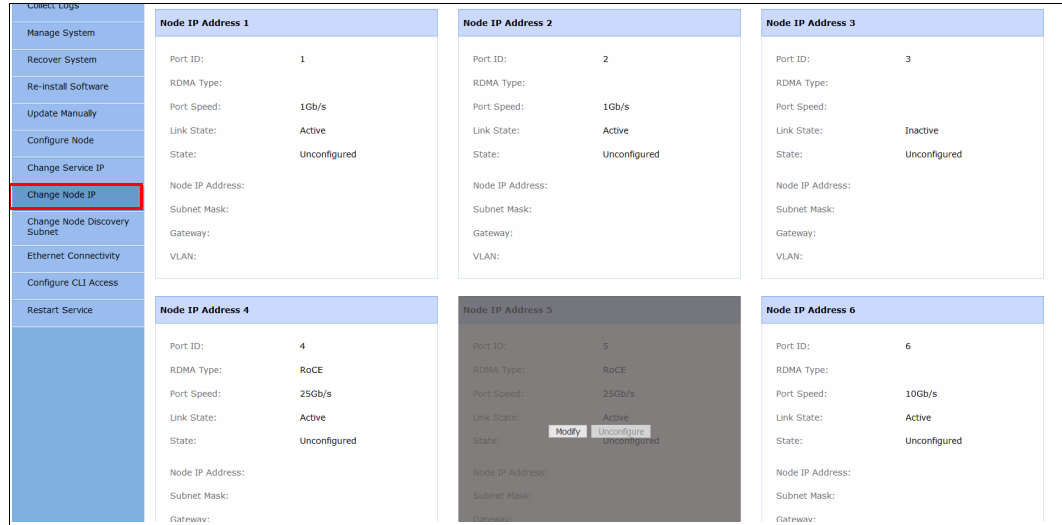 Collect Logs
Manage System
Recover System
Re-install Software
Update Manually
Configure Node
Change Service IP
Change Node IP
Change Node Discovery
Subnet
Ethernet Connectivity
Configure CLI Access
Restart Service
Node IP Address 1
Port ID: 1
RDMA Type:
Port Speed: 1Gb/s
Link State: Active
State: Unconfigured
Node IP Address:
Subnet Mask:
Gateway:
VLAN:
Node IP Address 2
Port ID: 2
RDMA Type:
Port Speed: 1Gb/s
Link State: Active
State: Unconfigured
Node IP Address:
Subnet Mask:
Gateway:
VLAN:
Node IP Address 3
Port ID: 3
RDMA Type:
Port Speed:
Link State: Inactive
State: Unconfigured
Node IP Address:
Subnet Mask:
Gateway:
VLAN:
Node IP Address 4
Port ID: 4
RDMA Type: RoCE
Port Speed: 25Gb/s
Link State: Active
State: Unconfigured
Node IP Address:
Subnet Mask:
Gateway:
Node IP Address 5
Port ID: 5
RDMA Type: RoCE
Port Speed: 25Gb/s
Link State: Active
Modify Unconfigure
State: Unconfigured
Node IP Address:
Subnet Mask:
Gateway:
Node IP Address 6
Port ID: 6
RDMA Type:
Port Speed: 10Gb/s
Link State: Active
State: Unconfigured
Node IP Address:
Subnet Mask:
Gateway: